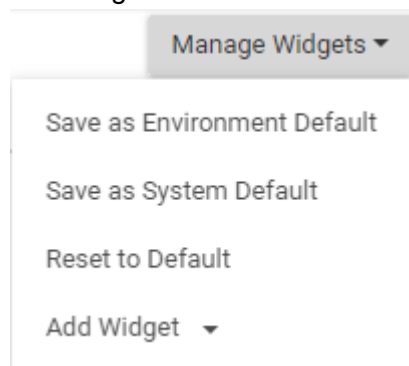 Manage Widgets
Save as Environment Default
Save as System Default
Reset to Default
Add Widget